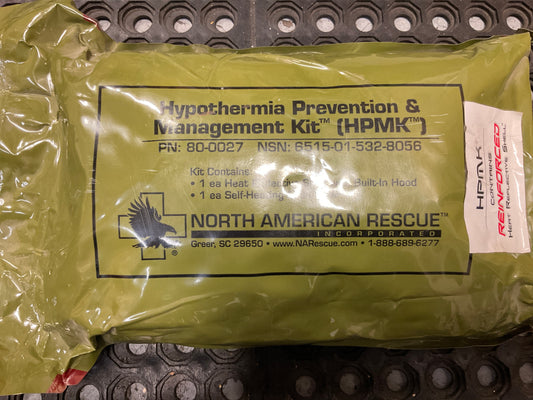 Hypothermia Prevention &
Management Kit™ (HPMK™)
PN: 80-0027 NSN: 6515-01-532-8056
Kit Contains:
• 1 ea Heat Built-In Hood
• 1 ea Self-Heating
NORTH AMERICAN RESCUE™
INCORPORATED
®
Greer, SC 29650 • www.NARescue.com • 1-888-689-6277
HPMK
CONTAINS
REINFORCED
HEAT REFLECTIVE SHELL